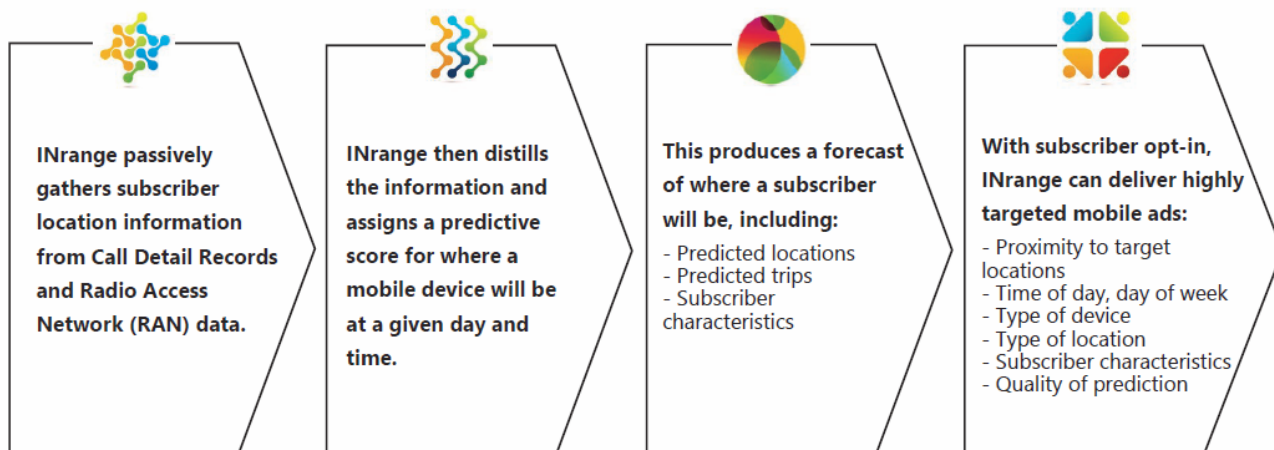 INrange passively
gathers subscriber
location information
from Call Detail Records
and Radio Access
Network (RAN) data.
INrange then distills
the information and
assigns a predictive
score for where a
mobile device will be
at a given day and
time.
This produces a forecast
of where a subscriber
will be, including:
- Predicted locations
- Predicted trips
- Subscriber
characteristics
With subscriber opt-in,
INrange can deliver highly
targeted mobile ads:
- Proximity to target
locations
- Time of day, day of week
- Type of device
- Type of location
- Subscriber characteristics
- Quality of prediction